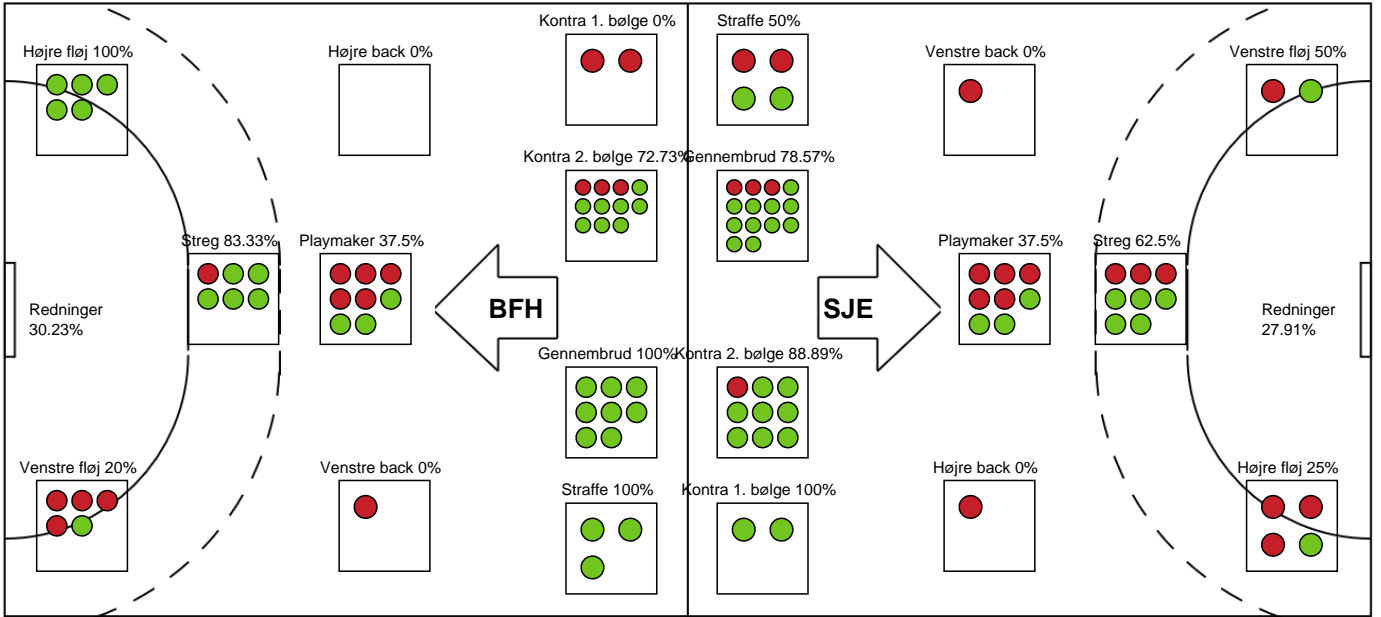 Kontra 1. bølge 0%
Straffe 50%
Højre fløj 100%
Højre back 0%
Venstre back 0%
Venstre fløj 50%
Kontra 2. bølge 72.73%
Gennembrud 78.57%
Streg 83.33%
Playmaker 37.5%
Playmaker 37.5%
Streg 62.5%
Redninger
30.23%
BFH
SJE
Redninger
27.91%
Gennembrud 100%
Kontra 2. bølge 88.89%
Venstre fløj 20%
Venstre back 0%
Straffe 100%
Kontra 1. bølge 100%
Højre back 0%
Højre fløj 25%